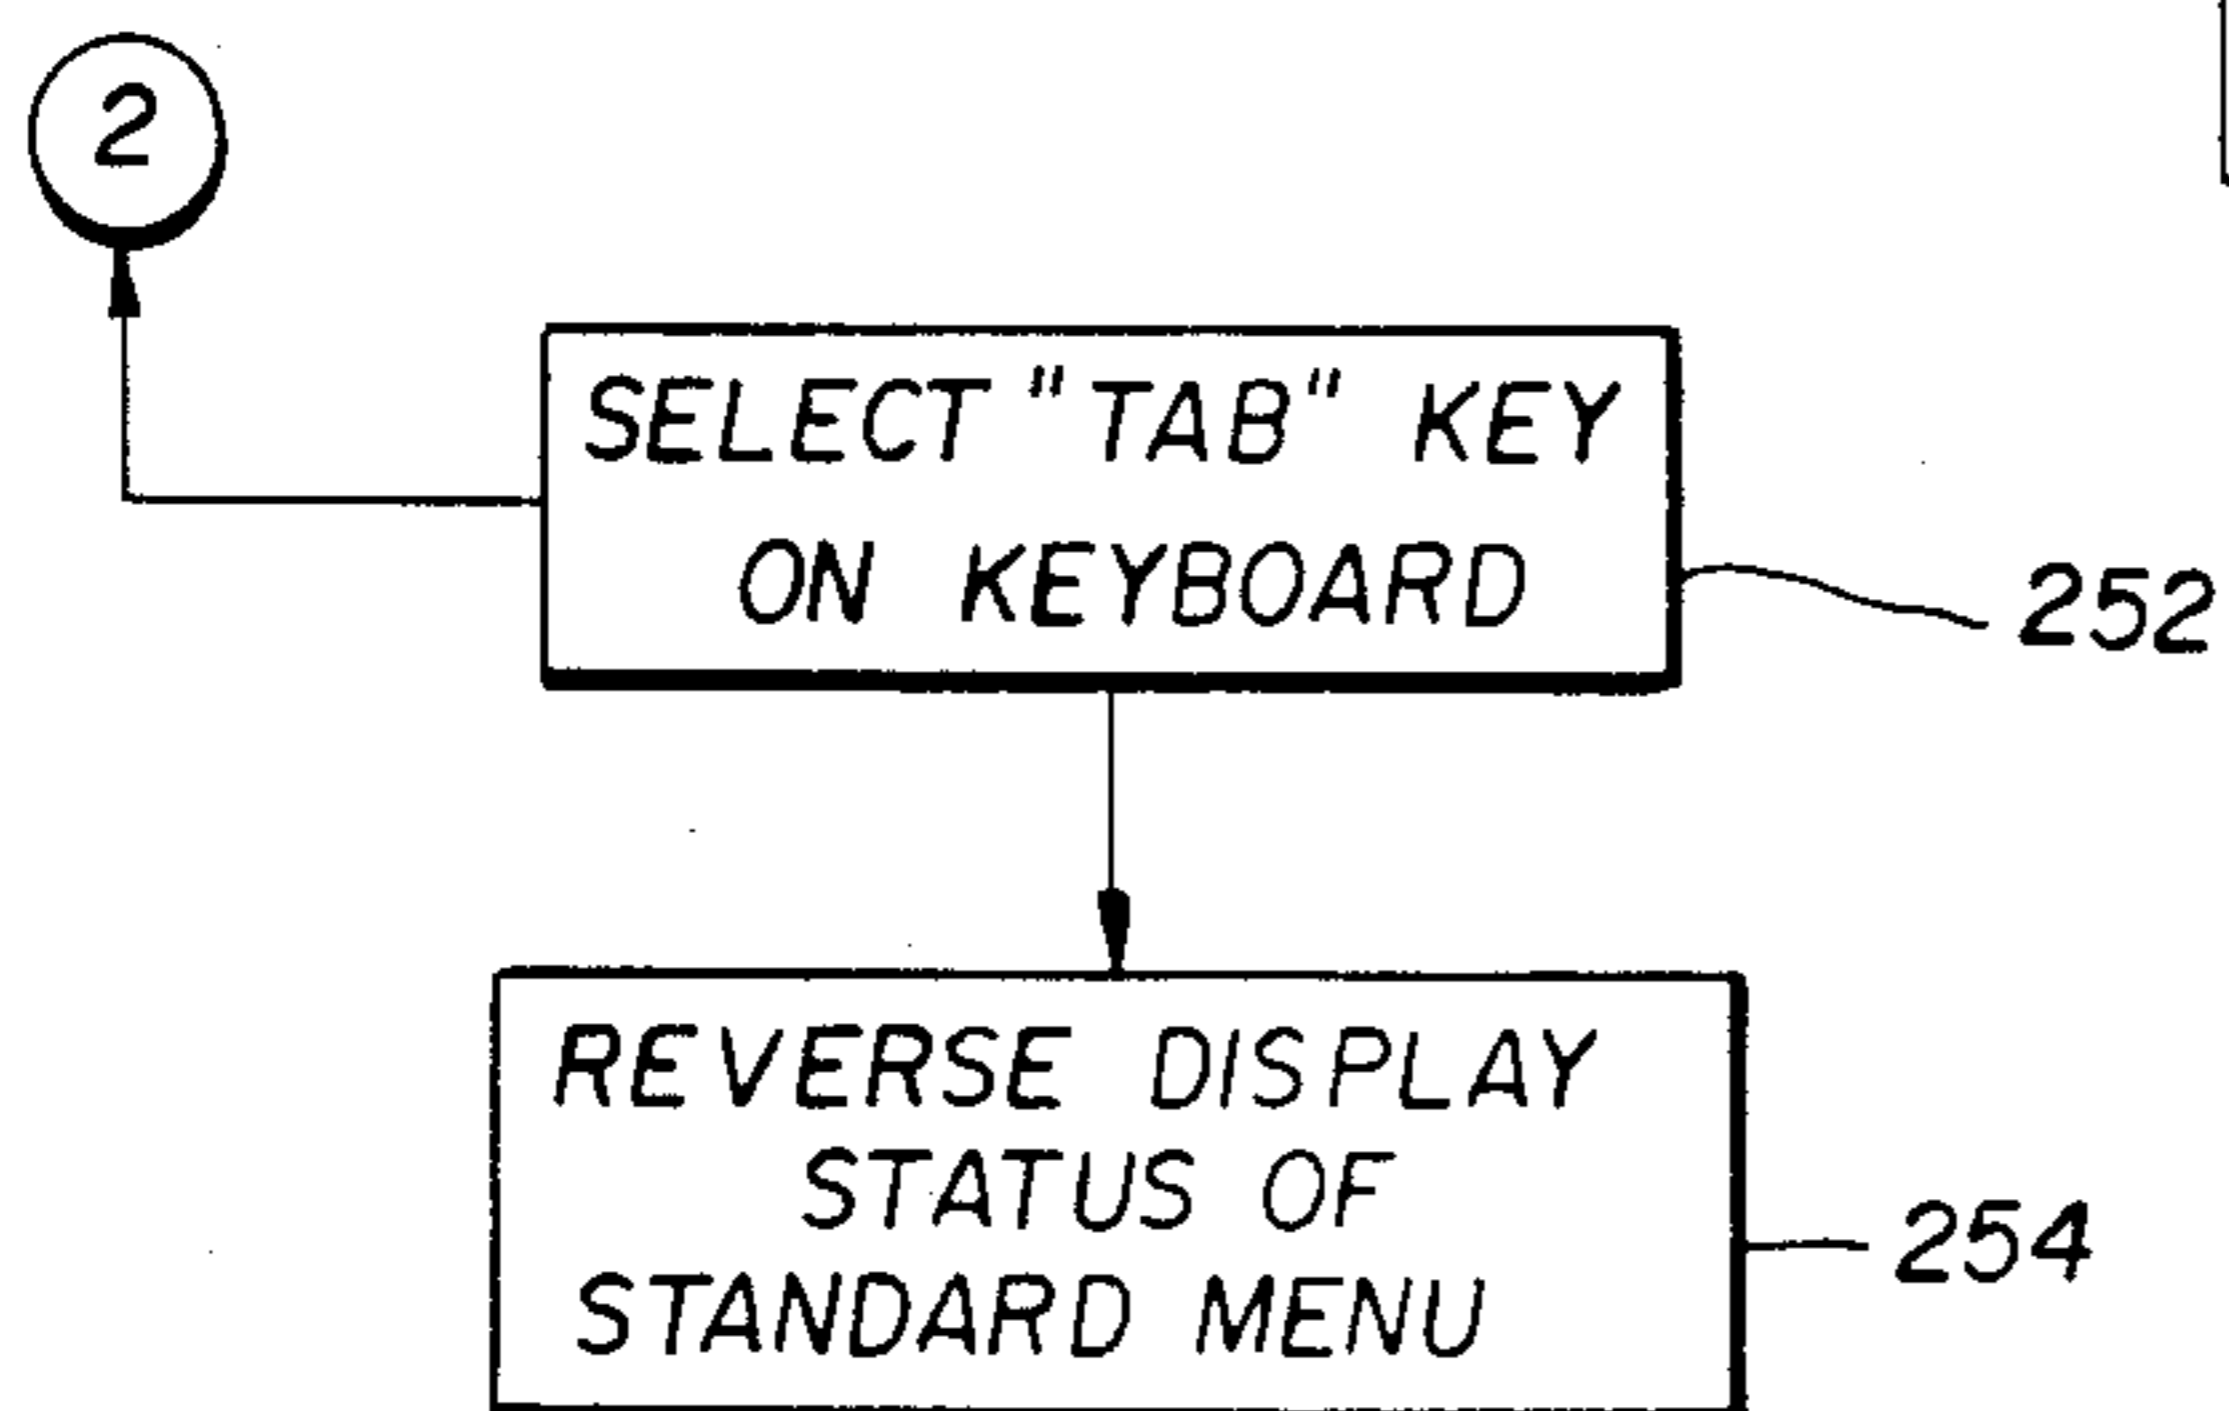 2
SELECT "TAB" KEY
ON KEYBOARD
252
REVERSE DISPLAY
STATUS OF
STANDARD MENU
254